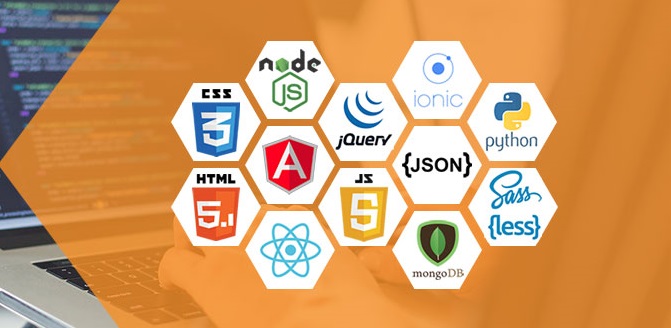 node
JS
CSS
3
jQuery
ionic
python
A
{JSON}
HTML
5.1
JS
5
mongoDB
Sass
{less}